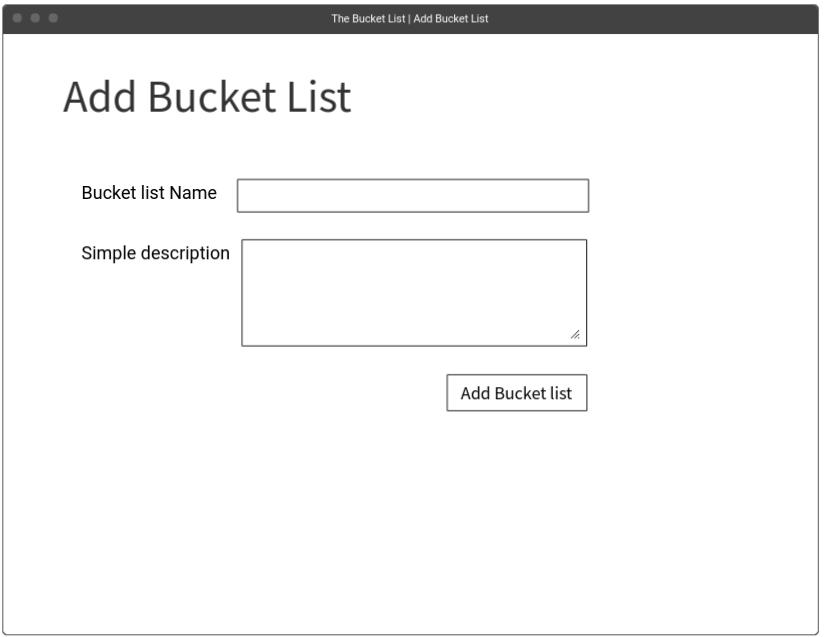 The Bucket List | Add Bucket List
Add Bucket List
Bucket list Name
Simple description
Add Bucket list